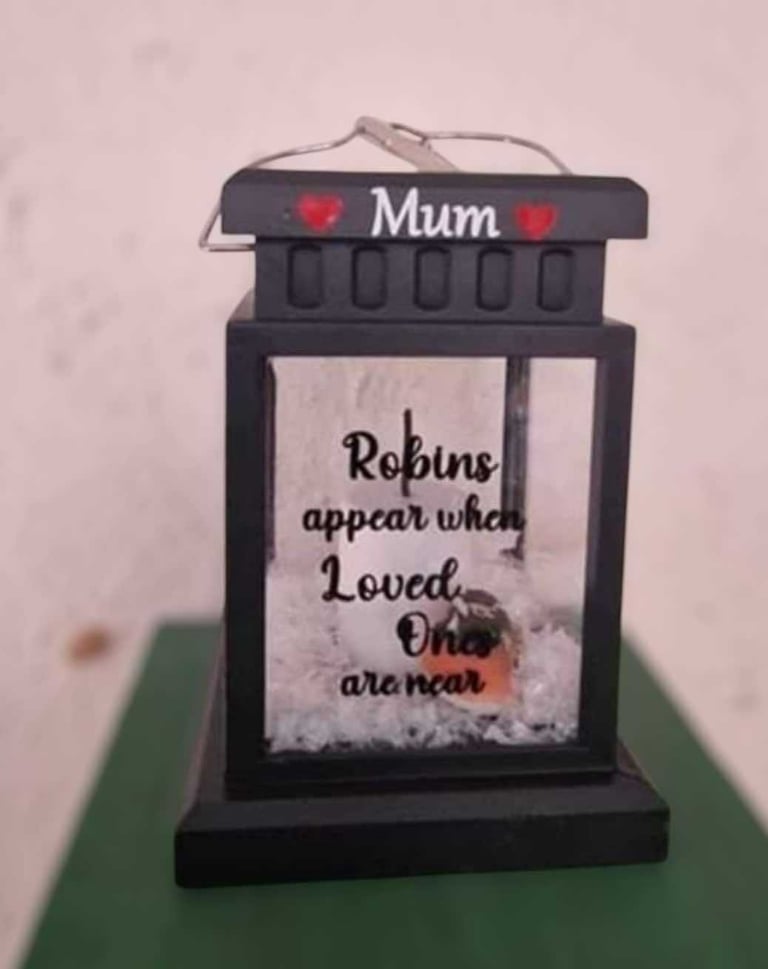 Mum
Robins
appear when
Loved
Ones
are near